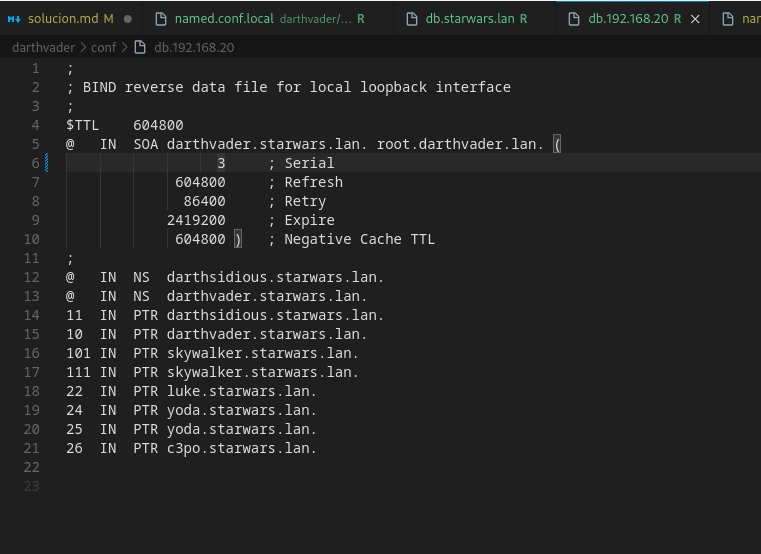 solucion.md M ●
named.conf.local darthvader/... R
db.starwars.lan R
db.192.168.20 R ×
nar
darthvader > conf > db.192.168.20
1 ;
2 ; BIND reverse data file for local loopback interface
3 ;
4 $TTL 604800
5 @ IN SOA darthvader.starwars.lan. root.darthvader.lan. (
6 3 ; Serial
7 604800 ; Refresh
8 86400 ; Retry
9 2419200 ; Expire
10 604800 ) ; Negative Cache TTL
11 ;
12 @ IN NS darthsidious.starwars.lan.
13 @ IN NS darthvader.starwars.lan.
14 11 IN PTR darthsidious.starwars.lan.
15 10 IN PTR darthvader.starwars.lan.
16 101 IN PTR skywalker.starwars.lan.
17 111 IN PTR skywalker.starwars.lan.
18 22 IN PTR luke.starwars.lan.
19 24 IN PTR yoda.starwars.lan.
20 25 IN PTR yoda.starwars.lan.
21 26 IN PTR c3po.starwars.lan.
22
23